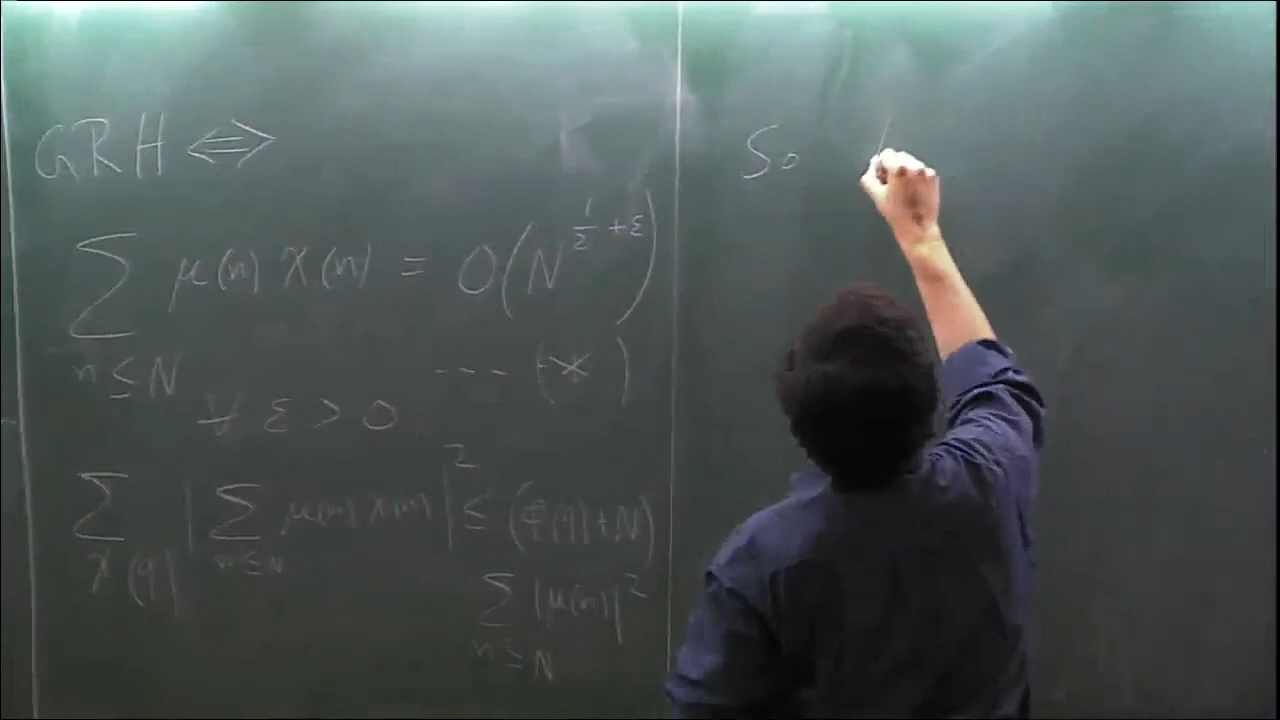 GRH ⟺
∑ μ(n) χ(n) = O(N^{1/2 + ε})
n ≤ N --- (*)
∀ ε > 0
∑ | ∑ μ(n) χ(n) |² ≤ (φ(q) + N)
χ (q) n ≤ N
∑ |μ(n)|²
n ≤ N
So